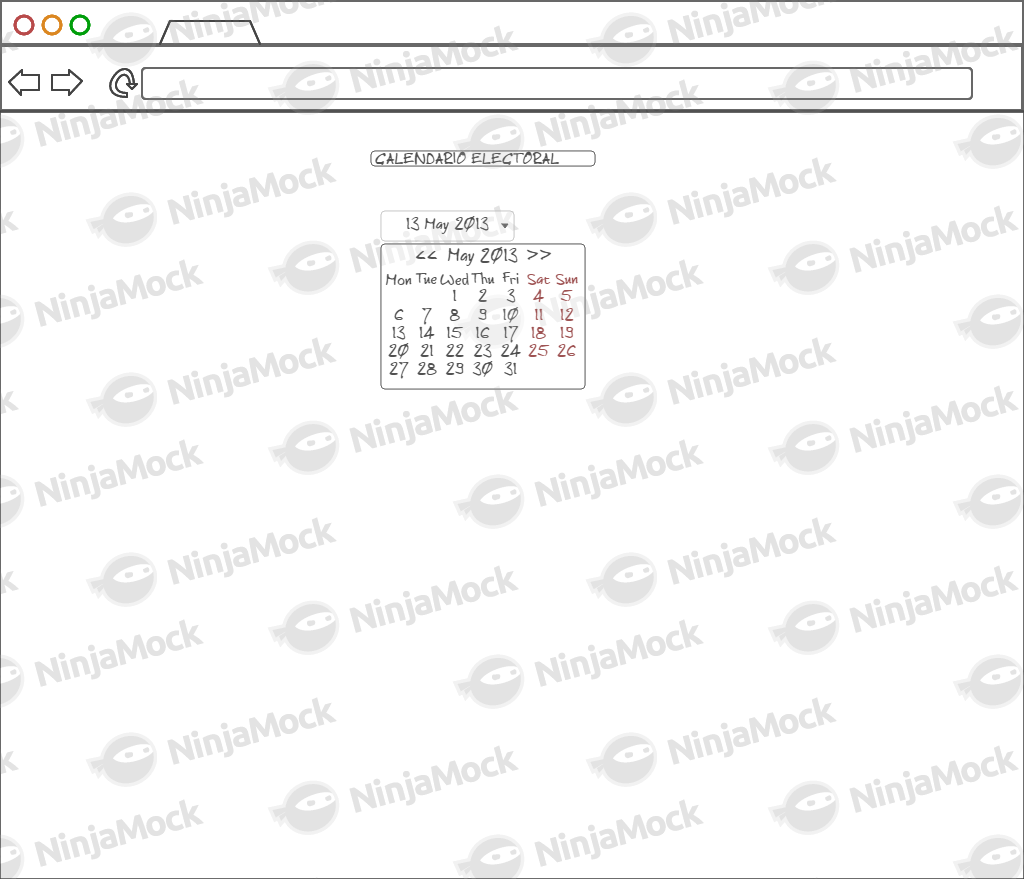 CALENDARIO ELECTORAL
13 May 2013
<< May 2013 >>
Mon Tue Wed Thu Fri Sat Sun
1 2 3 4 5
6 7 8 9 10 11 12
13 14 15 16 17 18 19
20 21 22 23 24 25 26
27 28 29 30 31
NinjaMock